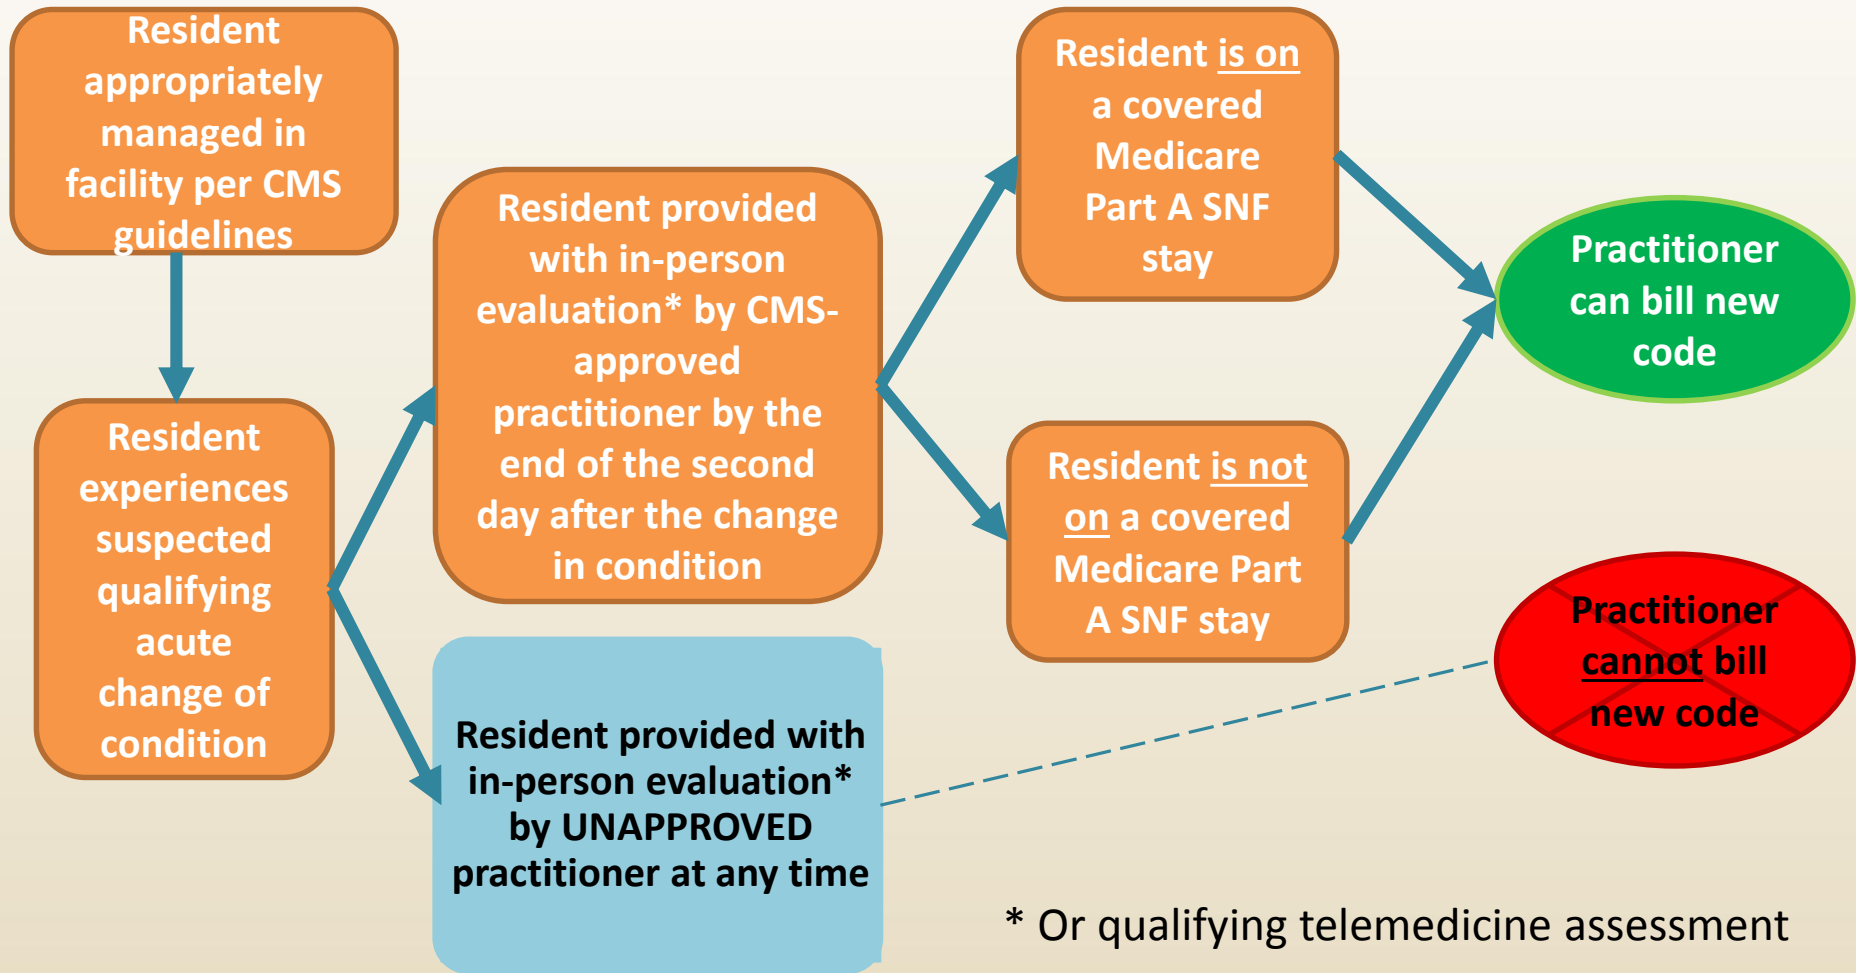 Resident
appropriately
managed in
facility per CMS
guidelines
Resident
experiences
suspected
qualifying
acute
change of
condition
Resident provided
with in-person
evaluation* by CMS-
approved
practitioner by the
end of the second
day after the change
in condition
Resident provided with
in-person evaluation*
by UNAPPROVED
practitioner at any time
Resident is on
a covered
Medicare
Part A SNF
stay
Resident is not
on a covered
Medicare Part
A SNF stay
Practitioner
can bill new
code
Practitioner
cannot bill
new code
* Or qualifying telemedicine assessment